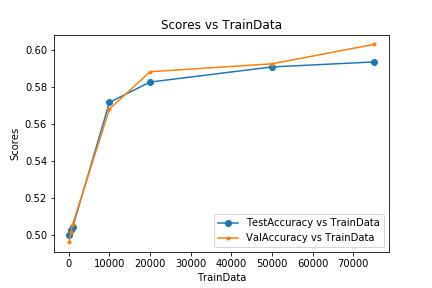 Scores vs TrainData
0.60
0.58
0.56
0.54
0.52
0.50
Scores
0 10000 20000 30000 40000 50000 60000 70000
TrainData
TestAccuracy vs TrainData
ValAccuracy vs TrainData